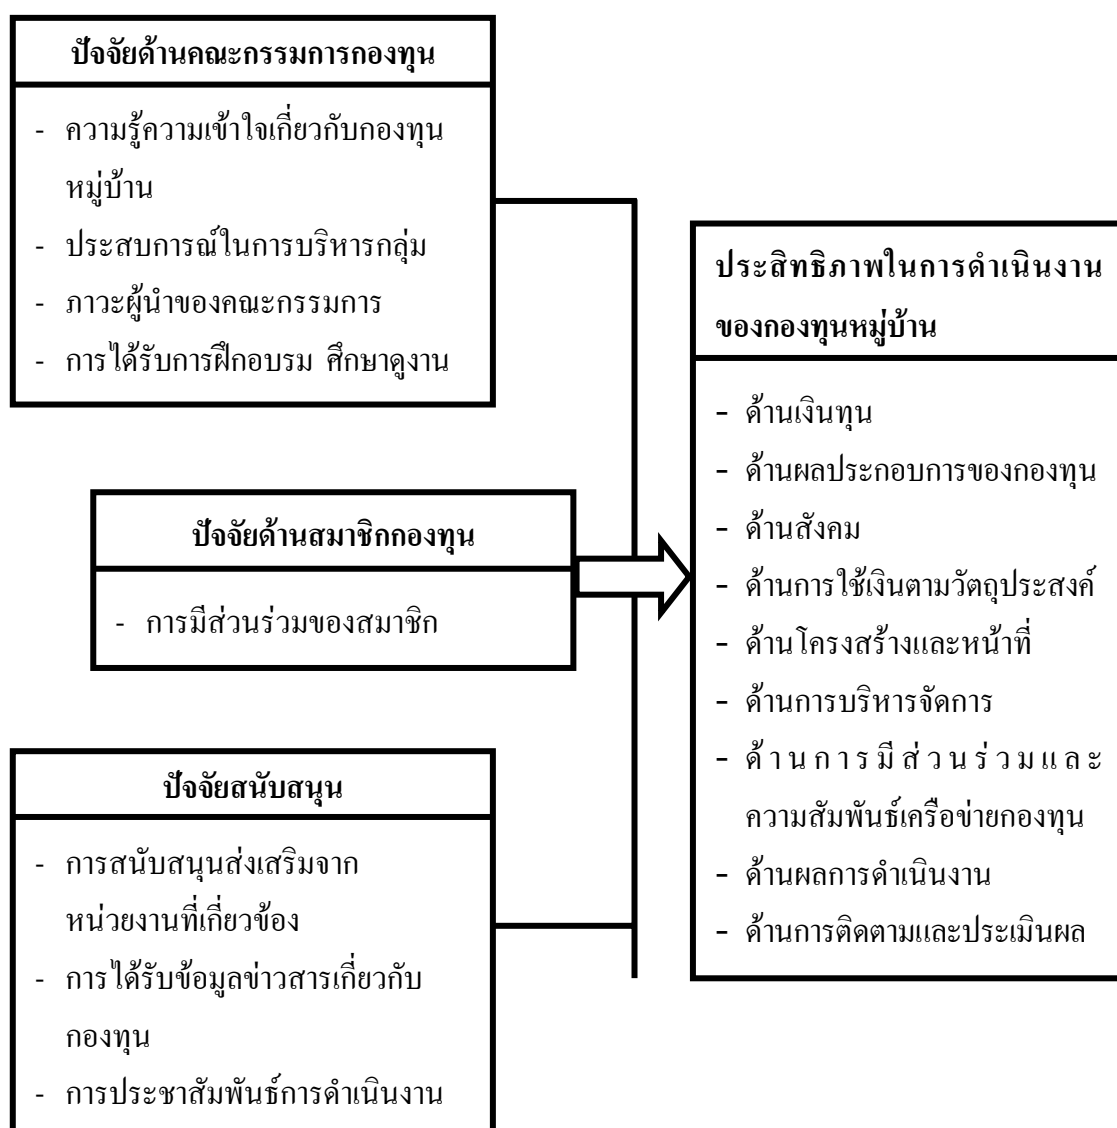 ปัจจัยด้านคณะกรรมการกองทุน
- ความรู้ความเข้าใจเกี่ยวกับกองทุน
หมู่บ้าน
- ประสบการณ์ในการบริหารกลุ่ม
- ภาวะผู้นำของคณะกรรมการ
- การได้รับการฝึกอบรม ศึกษาดูงาน
ปัจจัยด้านสมาชิกกองทุน
- การมีส่วนร่วมของสมาชิก
ปัจจัยสนับสนุน
- การสนับสนุนส่งเสริมจาก
หน่วยงานที่เกี่ยวข้อง
- การได้รับข้อมูลข่าวสารเกี่ยวกับ
กองทุน
- การประชาสัมพันธ์การดำเนินงาน
ประสิทธิภาพในการดำเนินงาน
ของกองทุนหมู่บ้าน
- ด้านเงินทุน
- ด้านผลประกอบการของกองทุน
- ด้านสังคม
- ด้านการใช้เงินตามวัตถุประสงค์
- ด้านโครงสร้างและหน้าที่
- ด้านการบริหารจัดการ
- ด้านการมีส่วนร่วมและ
ความสัมพันธ์เครือข่ายกองทุน
- ด้านผลการดำเนินงาน
- ด้านการติดตามและประเมินผล